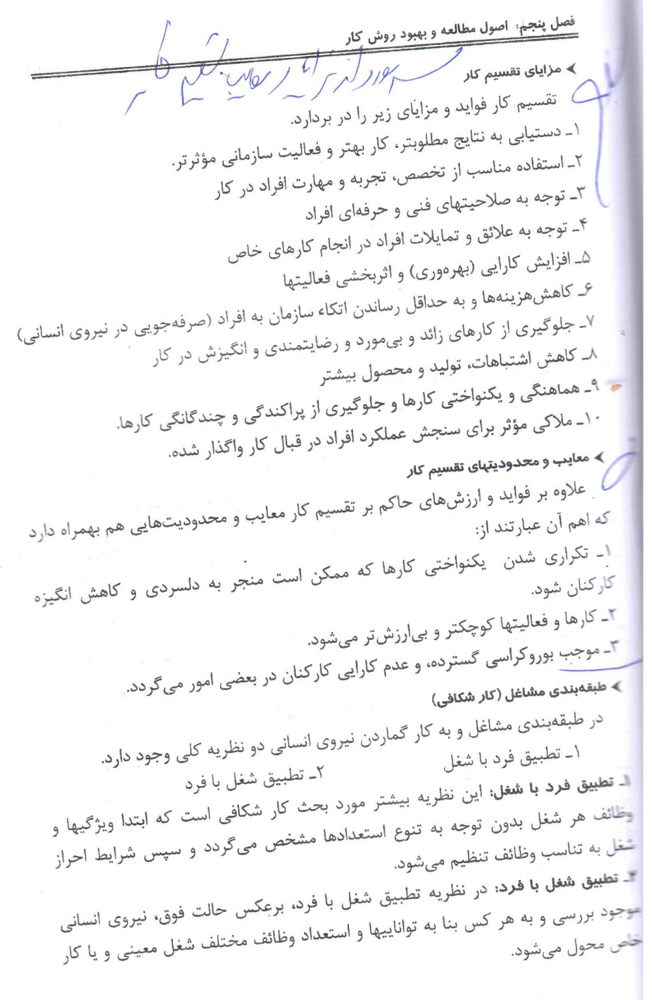 فصل پنجم: اصول مطالعه و بهبود روش کار
سه مورد از مزایا و معایب تقسیم کار
➤ مزایای تقسیم کار
تقسیم کار فواید و مزایای زیر را در بردارد.
۱ـ دستیابی به نتایج مطلوبتر، کار بهتر و فعالیت سازمانی مؤثرتر.
۲ـ استفاده مناسب از تخصص، تجربه و مهارت افراد در کار
۳ـ توجه به صلاحیتهای فنی و حرفه‌ای افراد
۴ـ توجه به علائق و تمایلات افراد در انجام کارهای خاص
۵ـ افزایش کارایی (بهره‌وری) و اثربخشی فعالیتها
۶ـ کاهش‌هزینه‌ها و به حداقل رساندن اتکاء سازمان به افراد (صرفه‌جویی در نیروی انسانی)
۷ـ جلوگیری از کارهای زائد و بی‌مورد و رضایتمندی و انگیزش در کار
۸ـ کاهش اشتباهات، تولید و محصول بیشتر
۹ـ هماهنگی و یکنواختی کارها و جلوگیری از پراکندگی و چندگانگی کارها.
۱۰ـ ملاکی مؤثر برای سنجش عملکرد افراد در قبال کار واگذار شده.
➤ معایب و محدودیتهای تقسیم کار
علاوه بر فواید و ارزش‌های حاکم بر تقسیم کار معایب و محدودیت‌هایی هم بهمراه دارد
که اهم آن عبارتند از:
۱ـ تکراری شدن یکنواختی کارها که ممکن است منجر به دلسردی و کاهش انگیزه
کارکنان شود.
۲ـ کارها و فعالیتها کوچکتر و بی‌ارزش‌تر می‌شود.
۳ـ موجب بوروکراسی گسترده، و عدم کارایی کارکنان در بعضی امور می‌گردد.
➤ طبقه‌بندی مشاغل (کار شکافی)
در طبقه‌بندی مشاغل و به کار گماردن نیروی انسانی دو نظریه کلی وجود دارد.
۱ـ تطبیق فرد با شغل ۲ـ تطبیق شغل با فرد
۱ـ تطبیق فرد با شغل: این نظریه بیشتر مورد بحث کار شکافی است که ابتدا ویژگیها و
وظائف هر شغل بدون توجه به تنوع استعدادها مشخص می‌گردد و سپس شرایط احراز
شغل به تناسب وظائف تنظیم می‌شود.
۲ـ تطبیق شغل با فرد: در نظریه تطبیق شغل با فرد، برعکس حالت فوق، نیروی انسانی
موجود بررسی و به هر کس بنا به تواناییها و استعداد وظائف مختلف شغل معینی و یا کار
خاص محول می‌شود.